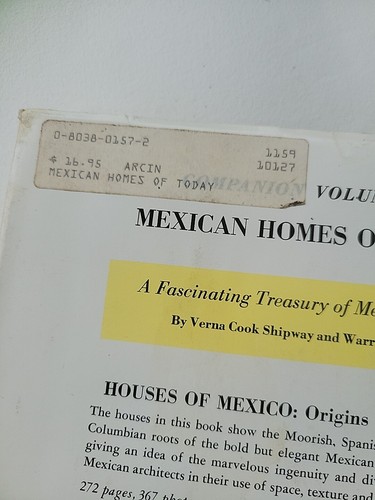 0-8038-0157-2
1159
$ 16.95 ARCIN 10127
MEXICAN HOMES OF TODAY
COMPANION VOLU
MEXICAN HOMES O
A Fascinating Treasury of Me
By Verna Cook Shipway and Warr
HOUSES OF MEXICO: Origins
The houses in this book show the Moorish, Spani
Columbian roots of the bold but elegant Mexican
giving an idea of the marvelous ingenuity and di
Mexican architects in their use of space, texture and
272 pages, 367 pho